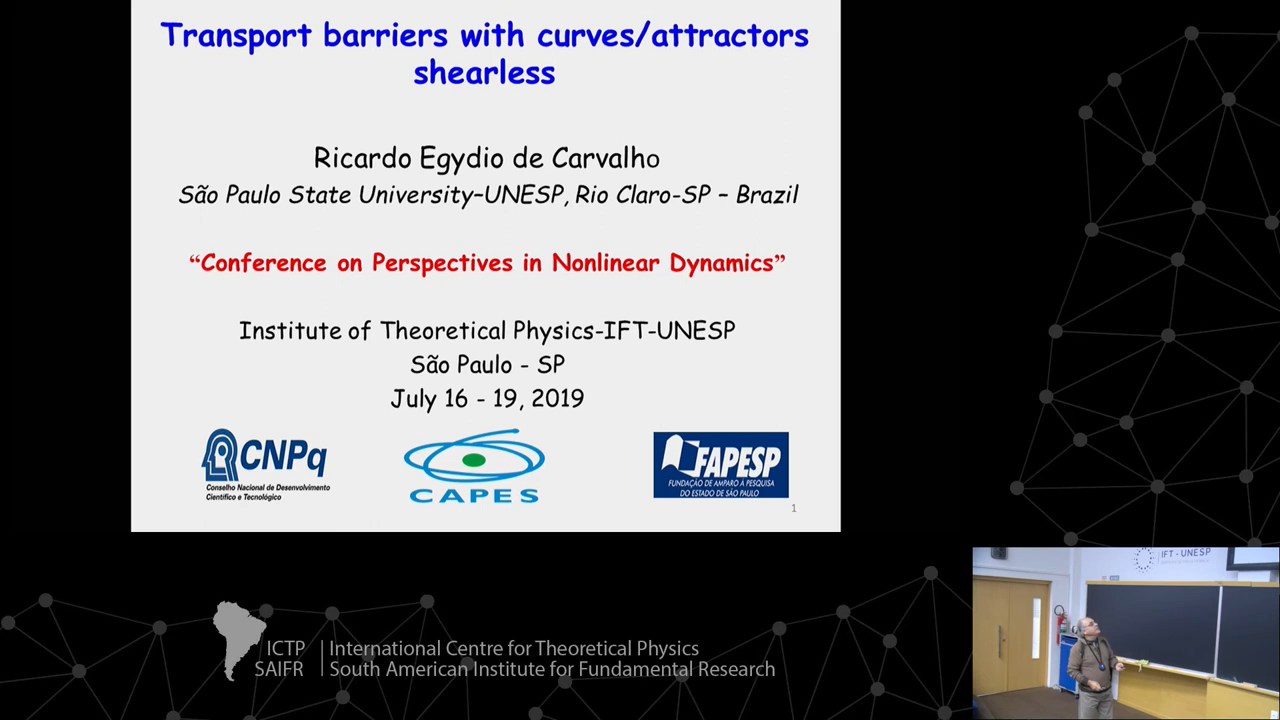 Transport barriers with curves/attractors
shearless
Ricardo Egydio de Carvalho
São Paulo State University–UNESP, Rio Claro-SP – Brazil
“Conference on Perspectives in Nonlinear Dynamics”
Institute of Theoretical Physics-IFT-UNESP
São Paulo - SP
July 16 - 19, 2019
CNPq
Conselho Nacional de Desenvolvimento
Científico e Tecnológico
CAPES
FAPESP
FUNDAÇÃO DE AMPARO À PESQUISA
DO ESTADO DE SÃO PAULO
1
IFT - UNESP
ICTP
SAIFR
International Centre for Theoretical Physics
South American Institute for Fundamental Research